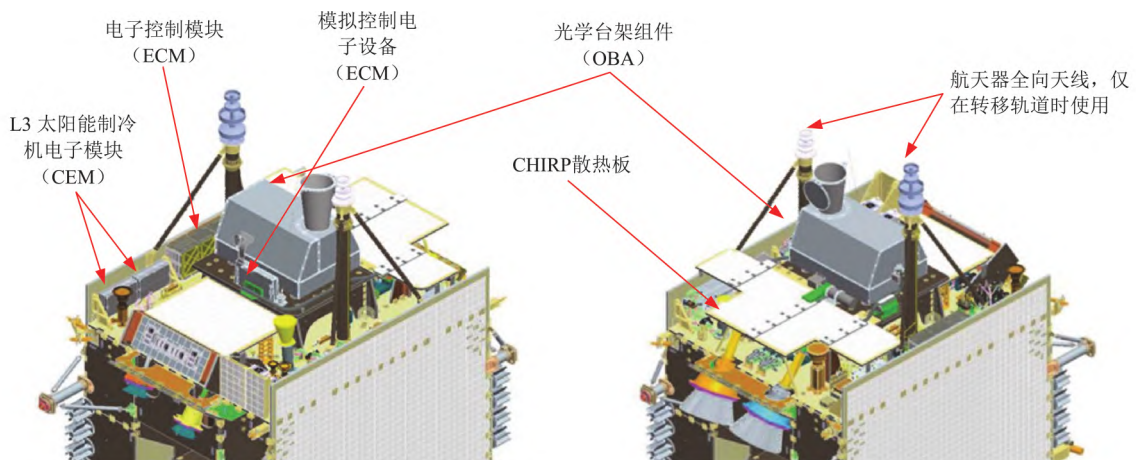 电子控制模块
（ECM）
模拟控制电
子设备
（ECM）
光学台架组件
（OBA）
航天器全向天线，仅
在转移轨道时使用
L3 太阳能制冷
机电子模块
（CEM）
CHIRP散热板